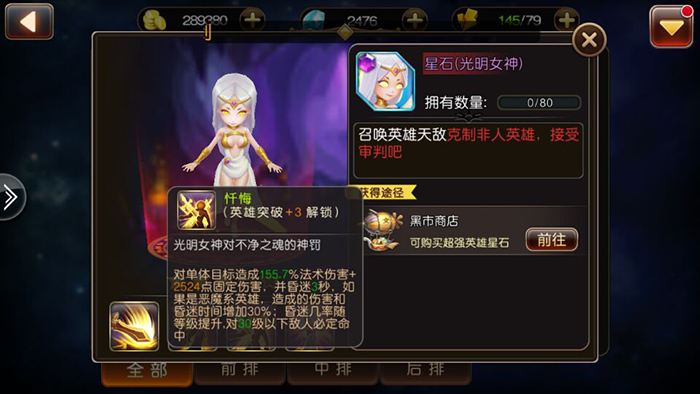 289380
2476
145/79
星石(光明女神)
拥有数量:
0/80
召唤英雄天敌克制非人英雄，接受
审判吧
获得途径
黑市商店
可购买超强英雄星石
前往
忏悔
(英雄突破+3 解锁)
光明女神对不净之魂的神罚
对单体目标造成155.7%法术伤害+
2524点固定伤害，并昏迷3秒，如
果是恶魔系英雄，造成的伤害和
昏迷时间增加30%；昏迷几率随
等级提升,对30级以下敌人必定命
中
全部
前排
中排
后排